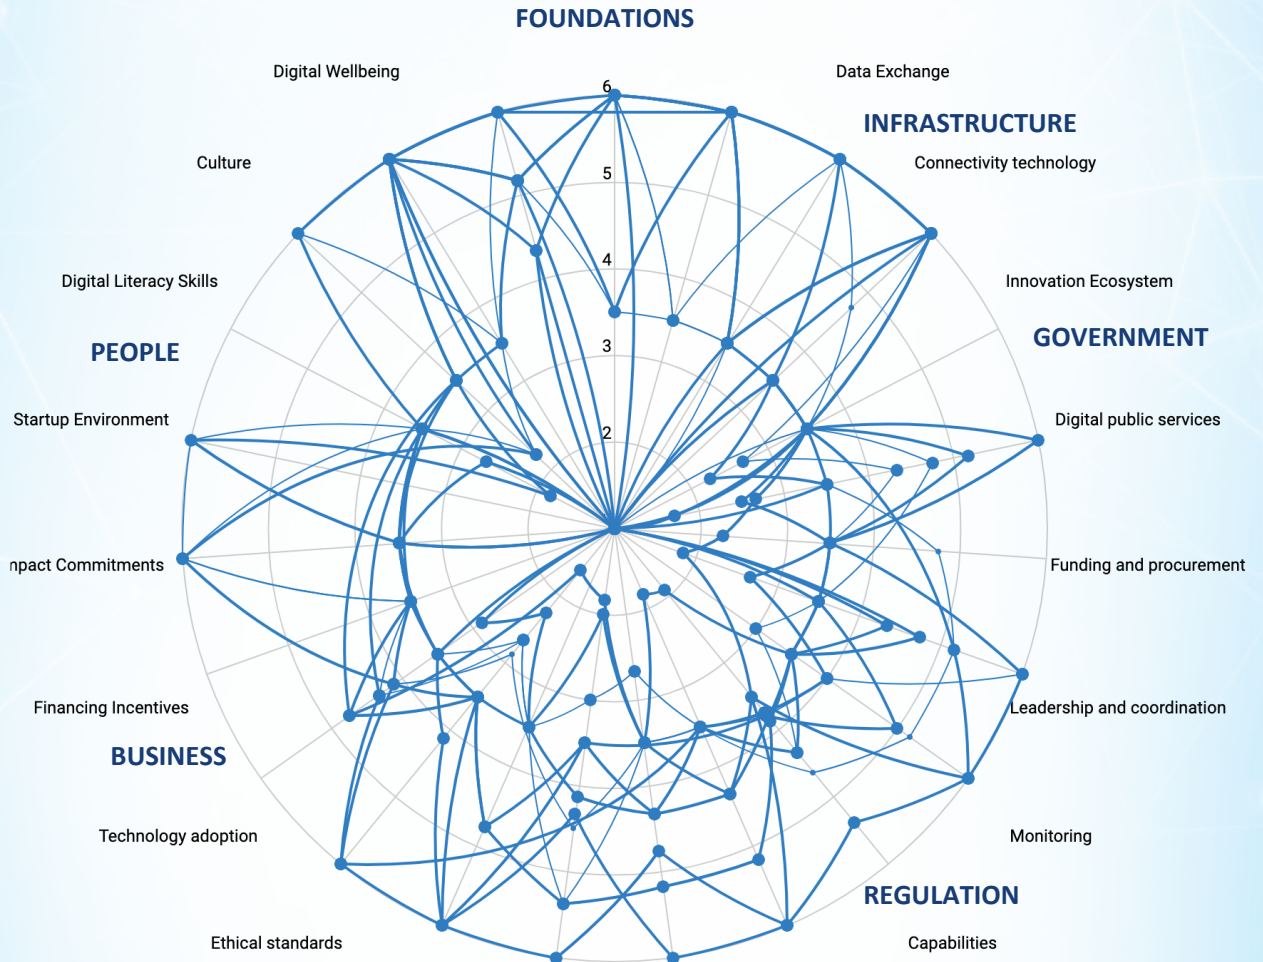 FOUNDATIONS
Digital Wellbeing
Data Exchange
6
INFRASTRUCTURE
Culture
Connectivity technology
5
4
Digital Literacy Skills
Innovation Ecosystem
GOVERNMENT
PEOPLE
3
Startup Environment
Digital public services
2
npact Commitments
Funding and procurement
Financing Incentives
Leadership and coordination
BUSINESS
Technology adoption
Monitoring
REGULATION
Ethical standards
Capabilities